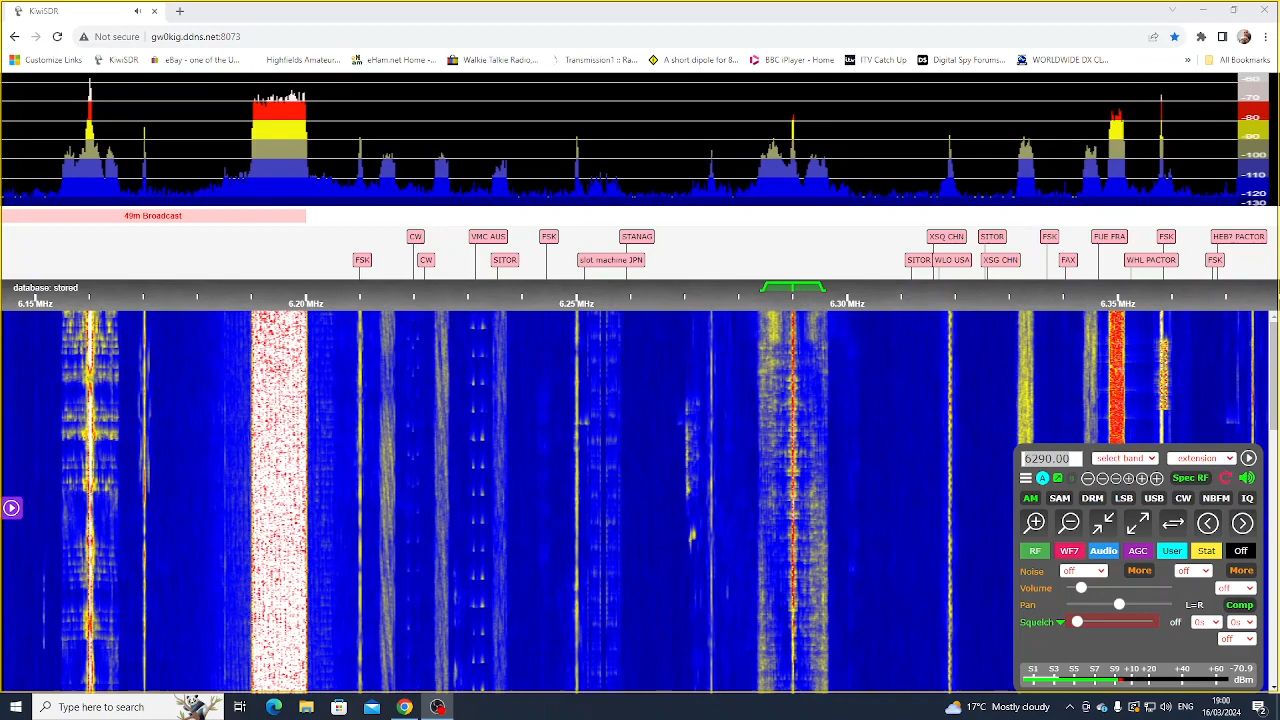 KiwiSDR
Not secure gw0kig.ddns.net:8073
Customize Links KiwiSDR eBay - one of the U... Highfields Amateur... eHam.net Home -... Walkie Talkie Radio... Transmission1 :: Ra... A short digipie for $... BBC iPlayer - Home ITV Catch Up Digital Spy Forums... WORLDWIDE DX CL... » All Bookmarks
-60
-70
-80
-90
-100
-110
-120
-130
49m Broadcast
CW VMC AUS FSK STANAG XSQ CHN SITOR FSK FUE FRA FSK HEB? PACTOR
FSK CW SITOR slot machine JPN SITOR WLO USA XSG CHN FAX WHL PACTOR FSK
database: stored
6.15 MHz 6.20 MHz 6.25 MHz 6.30 MHz 6.35 MHz
6290.00 select band extension
A Spec RF
AM SAM DRM LSB USB CW NBFM IQ
RF WF7 Audio AGC User Stat Off
Noise off More off More
Volume off
Pan L=R Comp
Squelch off 0s 0s
off
S1 S3 S5 S7 S9 +10 +20 +40 +60 -70.9
dBm
Type here to search 17°C Mostly cloudy ENG 19:00
16/03/2024 2